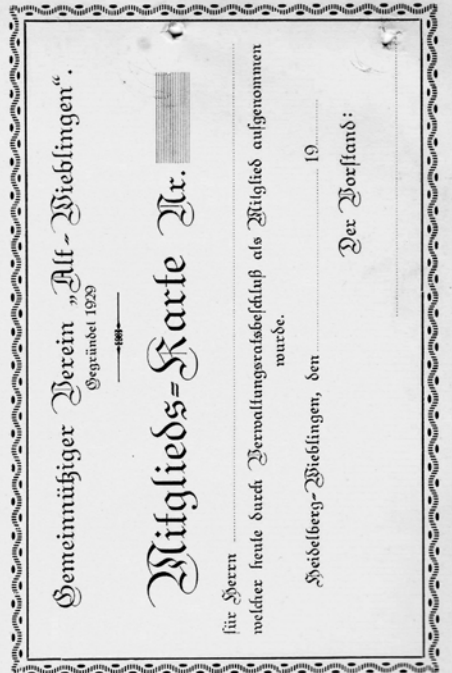 Gemeinnütziger Verein „Alt-Wieblingen“.
Gegründet 1929
Mitglieds-Karte Nr.
für Herrn
welcher heute durch Verwaltungsratsbeschluß als Mitglied aufgenommen
wurde.
Heidelberg-Wieblingen, den 19
Der Vorstand: